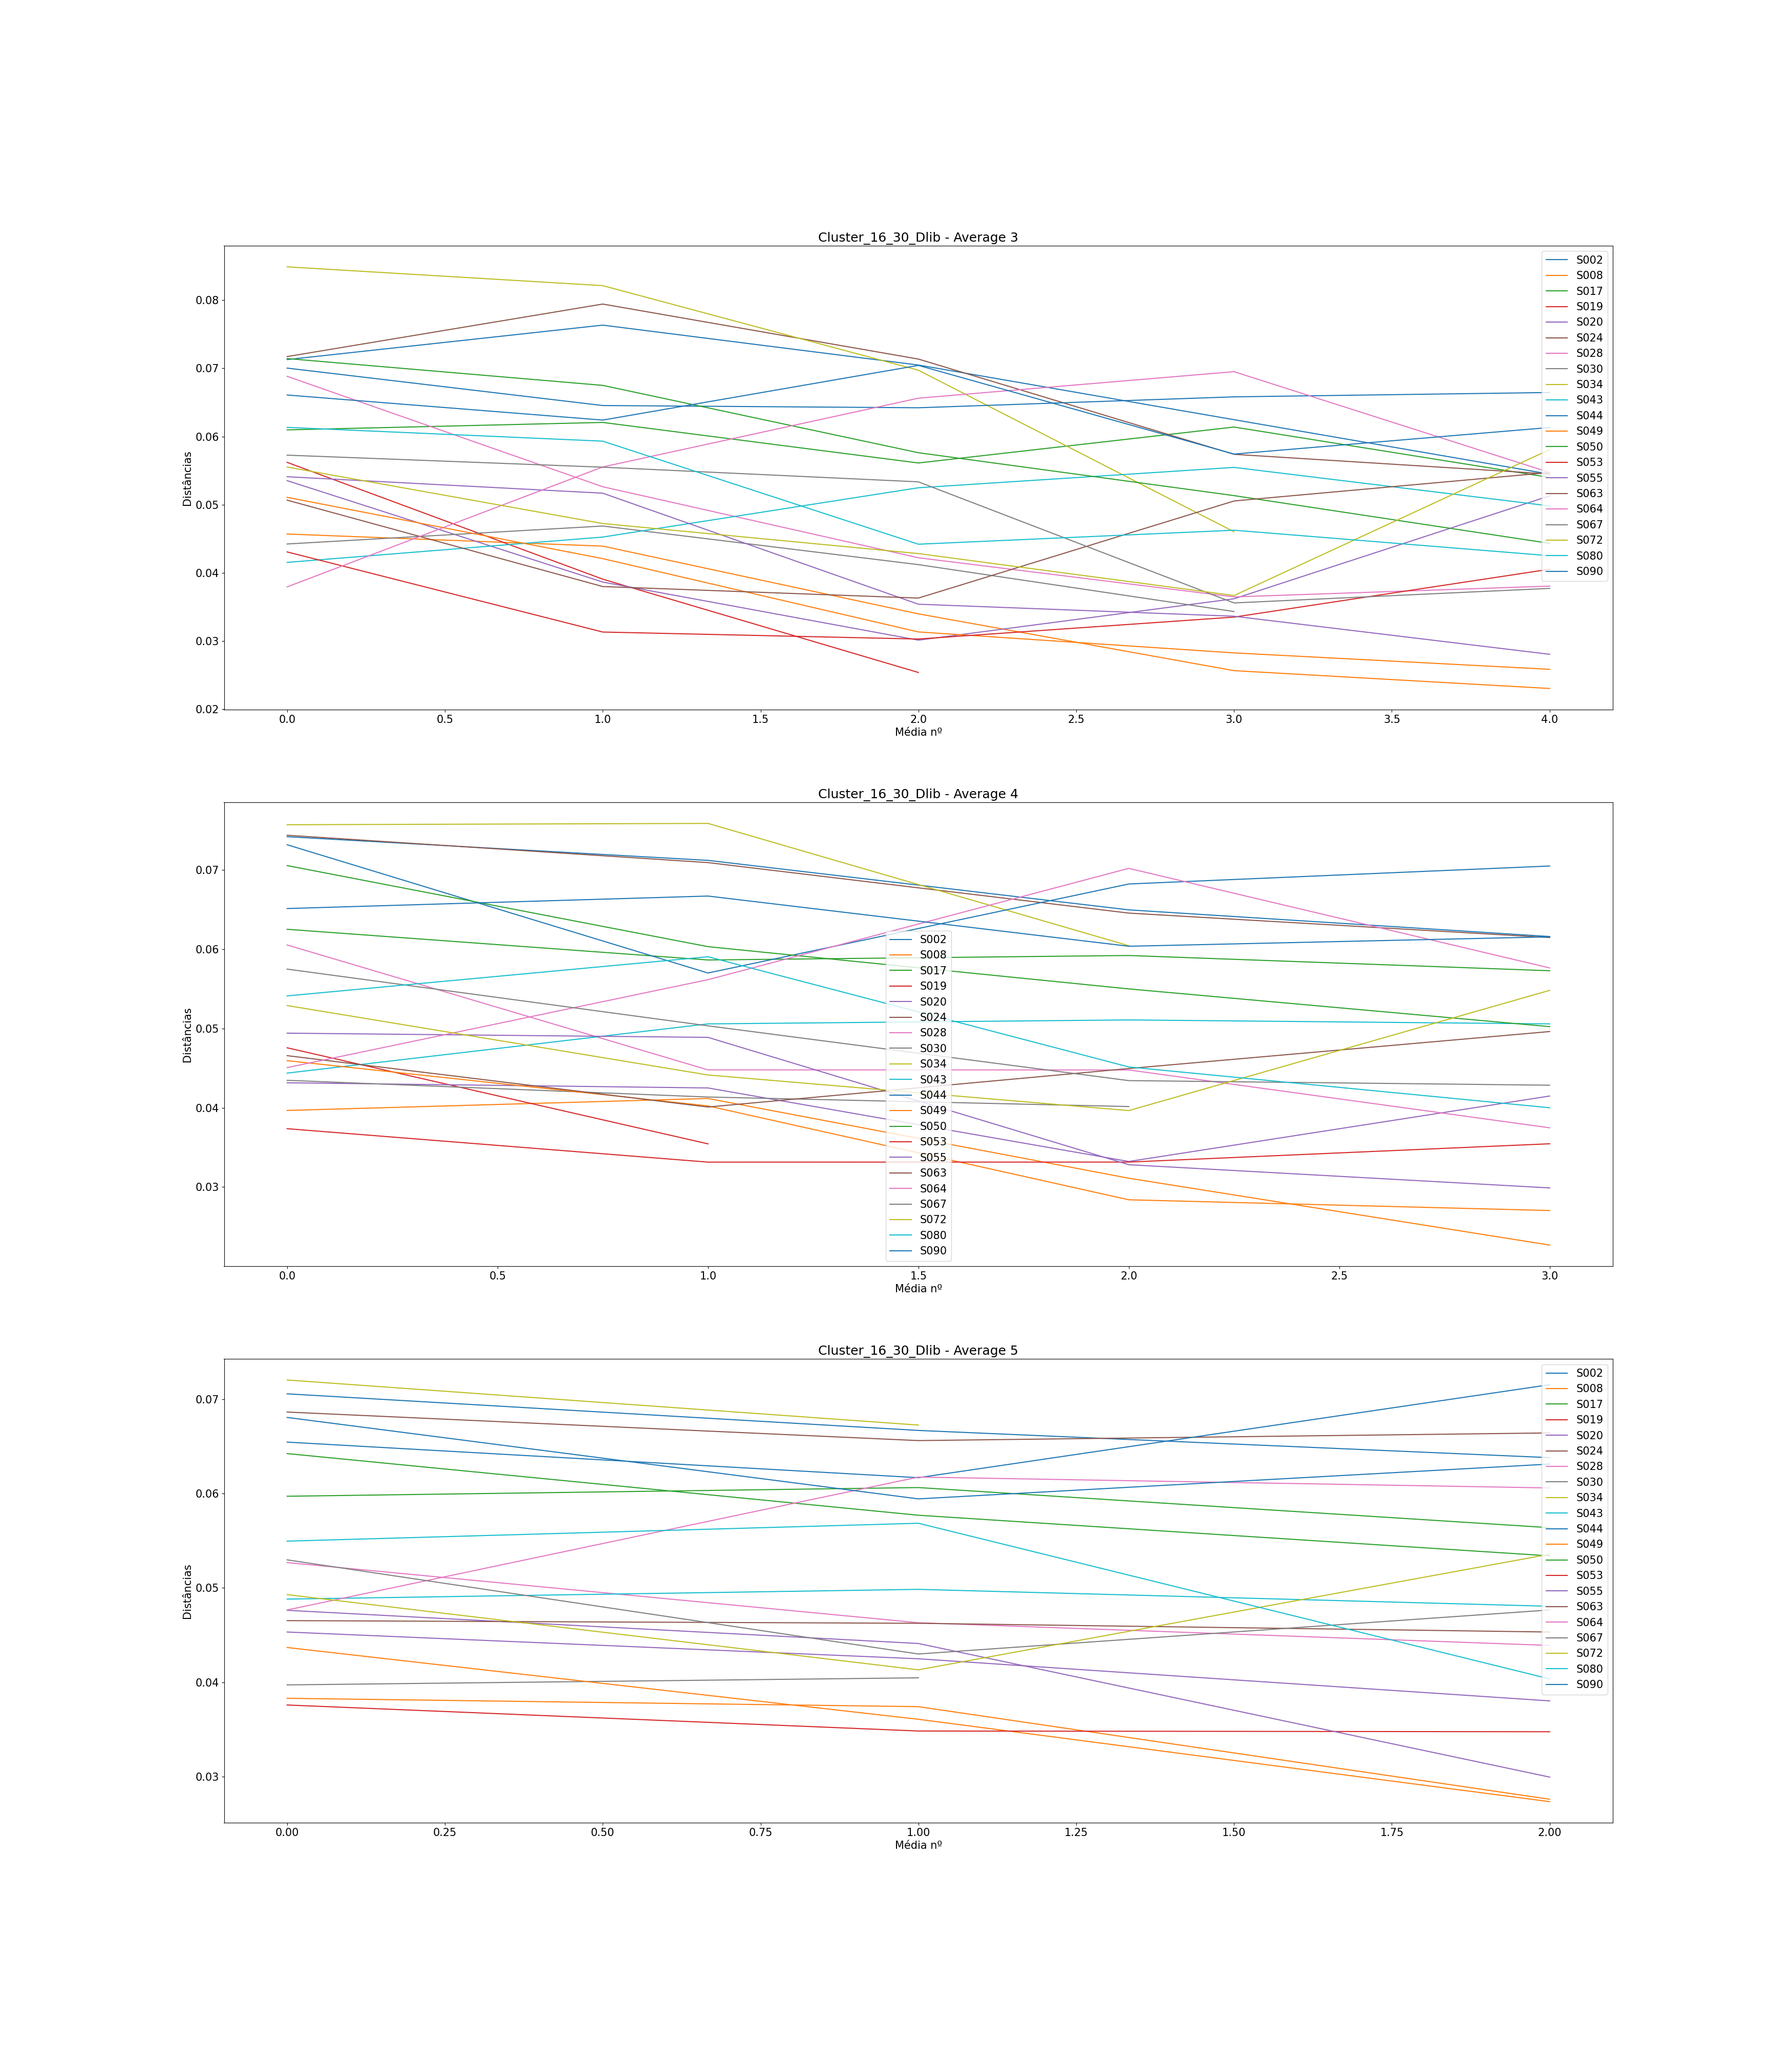 Cluster_16_30_Dlib - Average 3
Distâncias
0.08
0.07
0.06
0.05
0.04
0.03
0.02
0.0 0.5 1.0 1.5 2.0 2.5 3.0 3.5 4.0
Média nº
S002
S008
S017
S019
S020
S024
S028
S030
S034
S043
S044
S049
S050
S053
S055
S063
S064
S067
S072
S080
S090
Cluster_16_30_Dlib - Average 4
Distâncias
0.07
0.06
0.05
0.04
0.03
0.0 0.5 1.0 1.5 2.0 2.5 3.0
Média nº
S002
S008
S017
S019
S020
S024
S028
S030
S034
S043
S044
S049
S050
S053
S055
S063
S064
S067
S072
S080
S090
Cluster_16_30_Dlib - Average 5
Distâncias
0.07
0.06
0.05
0.04
0.03
0.00 0.25 0.50 0.75 1.00 1.25 1.50 1.75 2.00
Média nº
S002
S008
S017
S019
S020
S024
S028
S030
S034
S043
S044
S049
S050
S053
S055
S063
S064
S067
S072
S080
S090